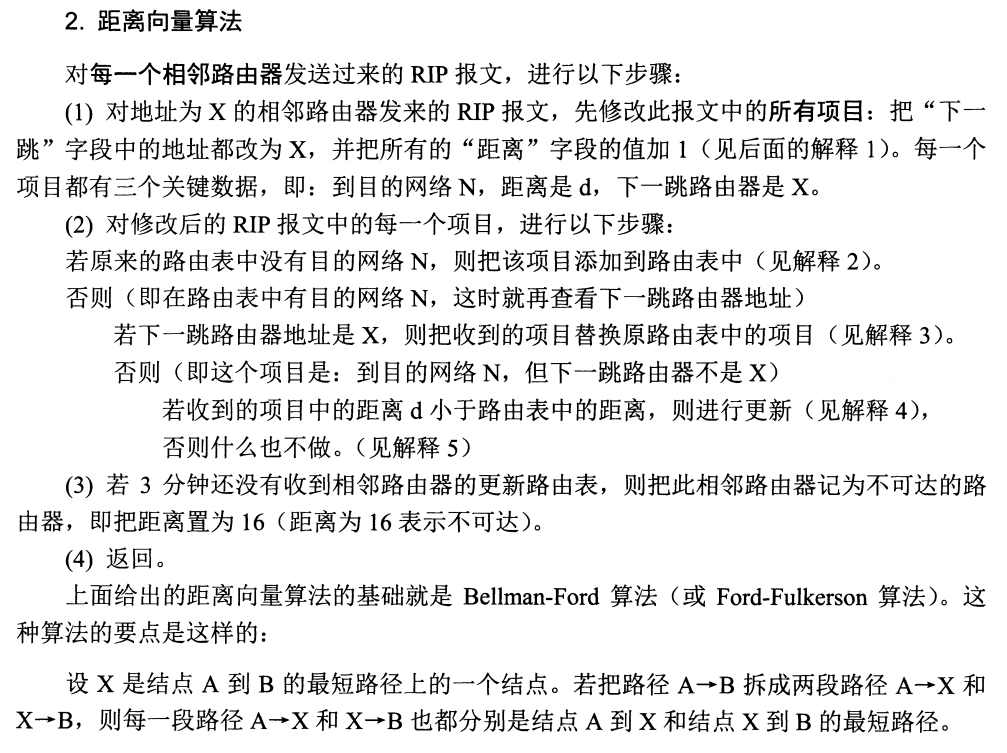 2. 距离向量算法
对每一个相邻路由器发送过来的 RIP 报文，进行以下步骤：
(1) 对地址为 X 的相邻路由器发来的 RIP 报文，先修改此报文中的所有项目：把“下一
跳”字段中的地址都改为 X，并把所有的“距离”字段的值加 1（见后面的解释 1）。每一个
项目都有三个关键数据，即：到目的网络 N，距离是 d，下一跳路由器是 X。
(2) 对修改后的 RIP 报文中的每一个项目，进行以下步骤：
若原来的路由表中没有目的网络 N，则把该项目添加到路由表中（见解释 2）。
否则（即在路由表中有目的网络 N，这时就再查看下一跳路由器地址）
若下一跳路由器地址是 X，则把收到的项目替换原路由表中的项目（见解释 3）。
否则（即这个项目是：到目的网络 N，但下一跳路由器不是 X）
若收到的项目中的距离 d 小于路由表中的距离，则进行更新（见解释 4），
否则什么也不做。（见解释 5）
(3) 若 3 分钟还没有收到相邻路由器的更新路由表，则把此相邻路由器记为不可达的路
由器，即把距离置为 16（距离为 16 表示不可达）。
(4) 返回。
上面给出的距离向量算法的基础就是 Bellman-Ford 算法（或 Ford-Fulkerson 算法）。这
种算法的要点是这样的：
设 X 是结点 A 到 B 的最短路径上的一个结点。若把路径 A→B 拆成两段路径 A→X 和
X→B，则每一段路径 A→X 和 X→B 也都分别是结点 A 到 X 和结点 X 到 B 的最短路径。